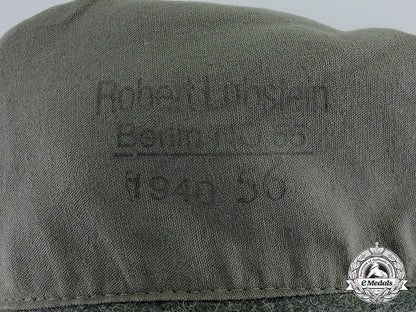 Robert Lubstein
Berlin NO 55
1943 56
eMedals